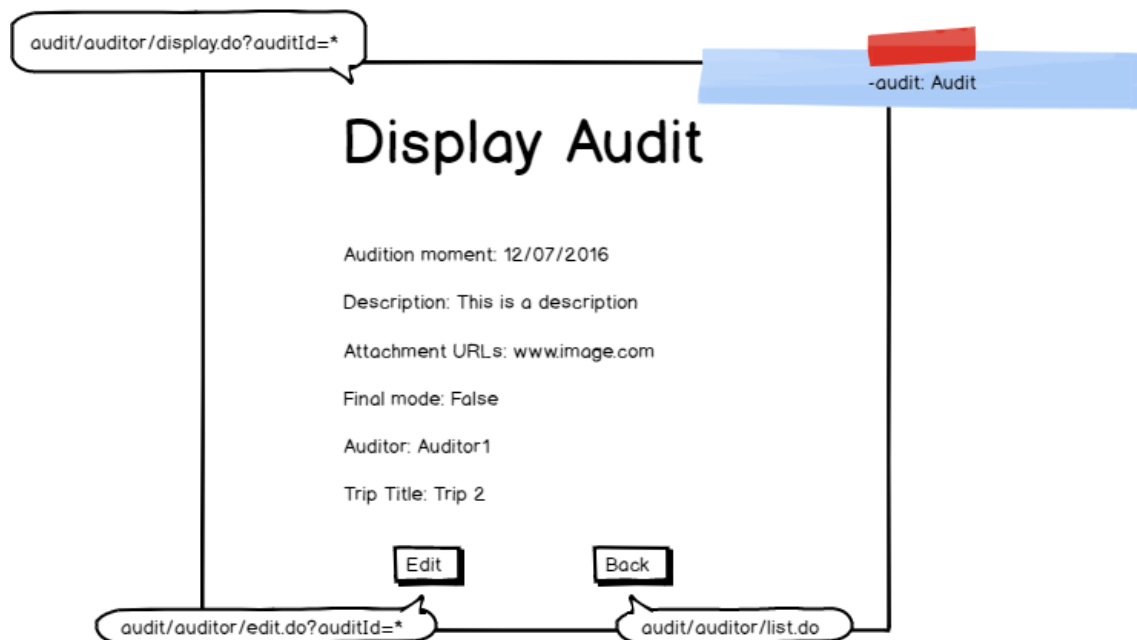 audit/auditor/display.do?auditId=*
-audit: Audit
Display Audit
Audition moment: 12/07/2016
Description: This is a description
Attachment URLs: www.image.com
Final mode: False
Auditor: Auditor1
Trip Title: Trip 2
Edit
Back
audit/auditor/edit.do?auditId=*
audit/auditor/list.do